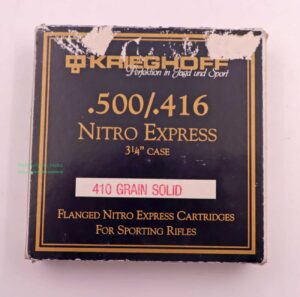 KRIEGHOFF
Perfektion in Jagd und Sport
.500/.416
NITRO EXPRESS
3¼" CASE
410 GRAIN SOLID
FLANGED NITRO EXPRESS CARTRIDGES
FOR SPORTING RIFLES